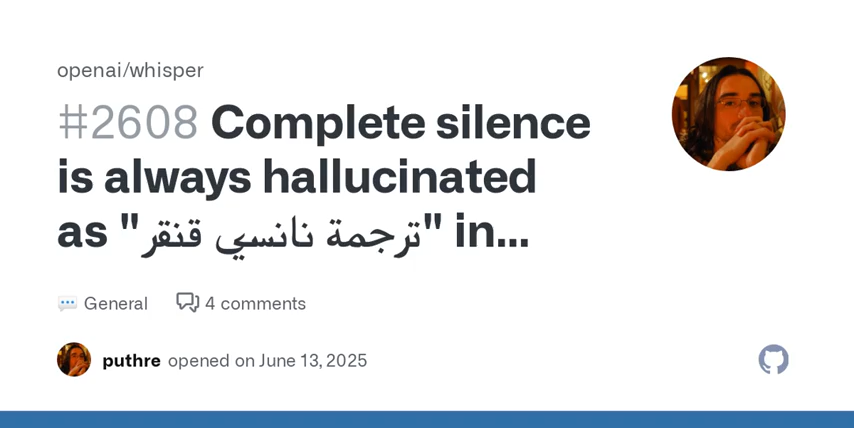 openai/whisper
#2608 Complete silence
is always hallucinated
as "ترجمة نانسي قنقر" in...
General 4 comments
puthre opened on June 13, 2025